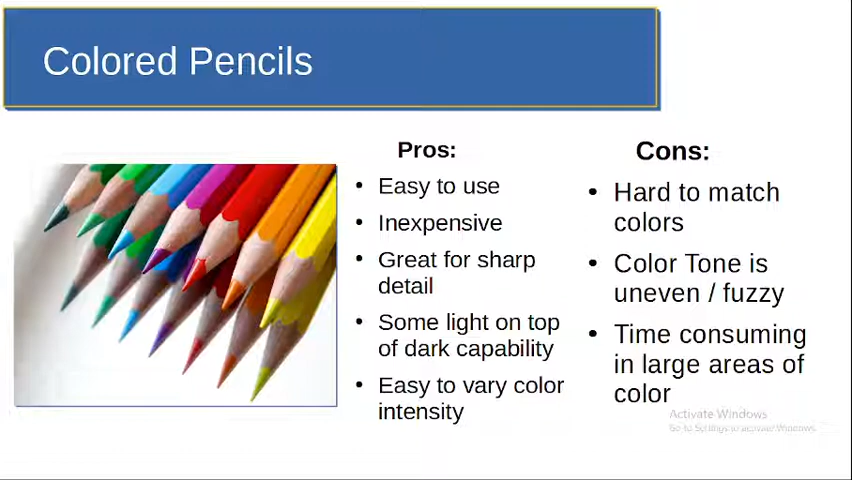 Colored Pencils
Pros:
• Easy to use
• Inexpensive
• Great for sharp
detail
• Some light on top
of dark capability
• Easy to vary color
intensity
Cons:
• Hard to match
colors
• Color Tone is
uneven / fuzzy
• Time consuming
in large areas of
color
Activate Windows
Go to Settings to activate Windows.